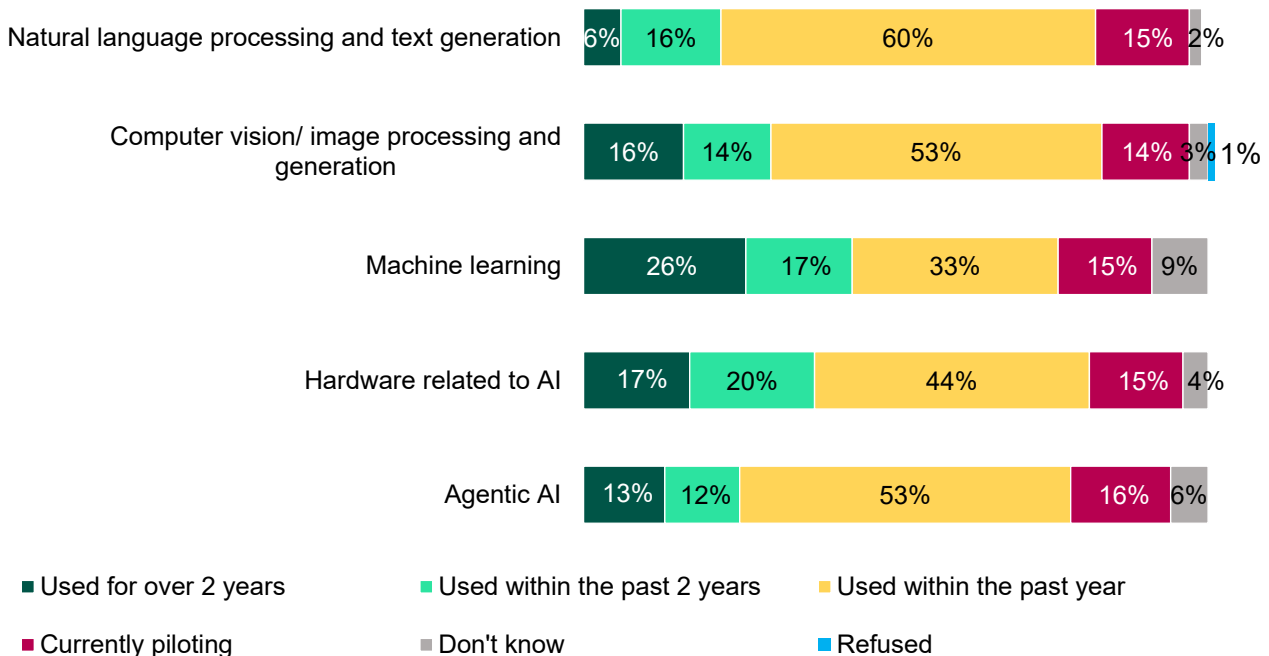 Natural language processing and text generation
6% 16% 60% 15% 2%
Computer vision/ image processing and
generation
16% 14% 53% 14% 3% 1%
Machine learning
26% 17% 33% 15% 9%
Hardware related to AI
17% 20% 44% 15% 4%
Agentic AI
13% 12% 53% 16% 6%
Used for over 2 years
Used within the past 2 years
Used within the past year
Currently piloting
Don't know
Refused